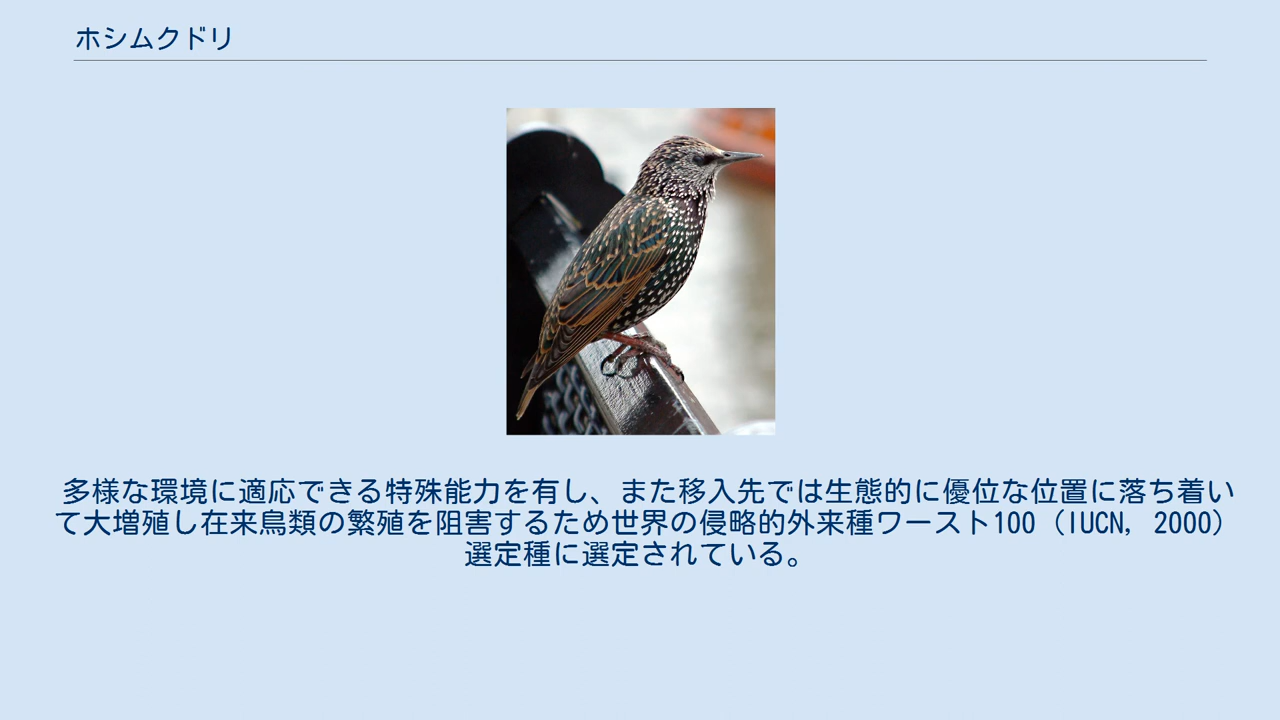 ホシムクドリ
多様な環境に適応できる特殊能力を有し、また移入先では生態的に優位な位置に落ち着い
て大増殖し在来鳥類の繁殖を阻害するため世界の侵略的外来種ワースト100（IUCN, 2000）
選定種に選定されている。